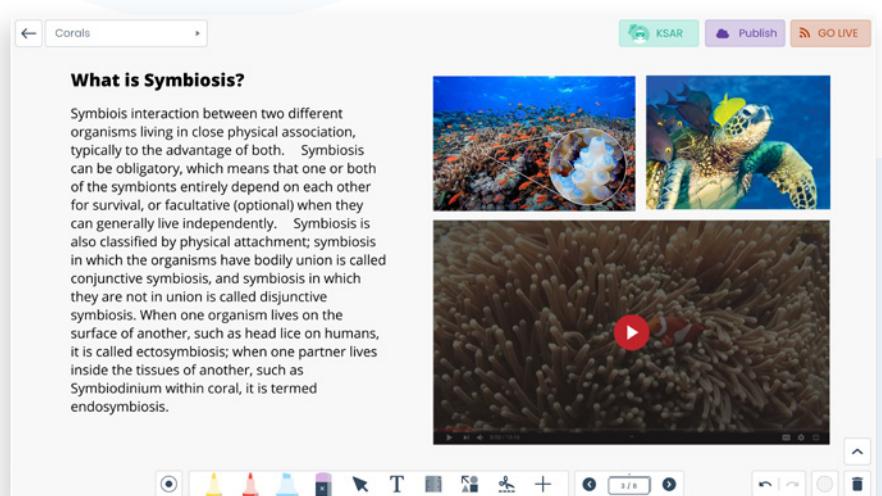 Corals
KSAR
Publish
GO LIVE
What is Symbiosis?
Symbiois interaction between two different
organisms living in close physical association,
typically to the advantage of both. Symbiosis
can be obligatory, which means that one or both
of the symbionts entirely depend on each other
for survival, or facultative (optional) when they
can generally live independently. Symbiosis is
also classified by physical attachment; symbiosis
in which the organisms have bodily union is called
conjunctive symbiosis, and symbiosis in which
they are not in union is called disjunctive
symbiosis. When one organism lives on the
surface of another, such as head lice on humans,
it is called ectosymbiosis; when one partner lives
inside the tissues of another, such as
Symbiodinium within coral, it is termed
endosymbiosis.
T
3 / 8